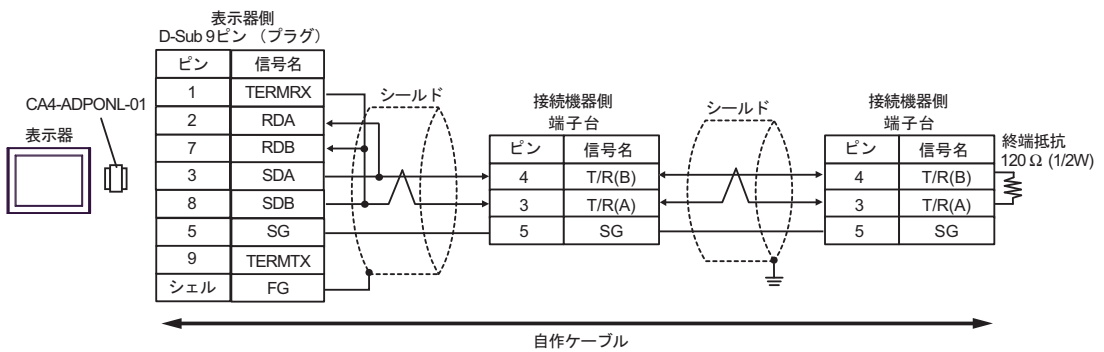 表示器側
D-Sub 9ピン （プラグ）
ピン 信号名
1 TERMRX
2 RDA
7 RDB
3 SDA
8 SDB
5 SG
9 TERMTX
シェル FG
CA4-ADPONL-01
表示器
シールド
接続機器側
端子台
ピン 信号名
4 T/R(B)
3 T/R(A)
5 SG
シールド
接続機器側
端子台
ピン 信号名
4 T/R(B)
3 T/R(A)
5 SG
終端抵抗
120 Ω (1/2W)
自作ケーブル